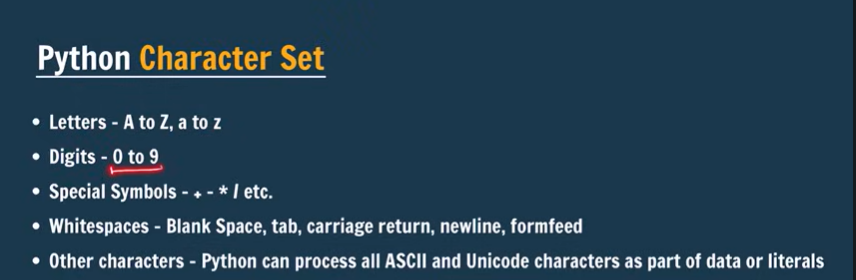 Python Character Set
• Letters - A to Z, a to z
• Digits - 0 to 9
• Special Symbols - + - * / etc.
• Whitespaces - Blank Space, tab, carriage return, newline, formfeed
• Other characters - Python can process all ASCII and Unicode characters as part of data or literals